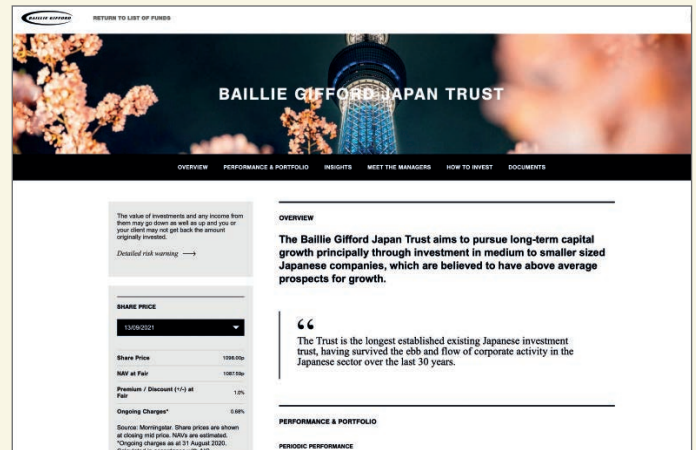 BAILLIE GIFFORD
RETURN TO LIST OF FUNDS
BAILLIE GIFFORD JAPAN TRUST
OVERVIEW PERFORMANCE & PORTFOLIO INSIGHTS MEET THE MANAGERS HOW TO INVEST DOCUMENTS
The value of investments and any income from
them may go down as well as up and you or
your client may not get back the amount
originally invested.
Detailed risk warning →
SHARE PRICE
13/09/2021
Share Price 1098.00p
NAV at Fair
Premium / Discount (+/-) at
Fair 1.0%
Ongoing Charges* 0.68%
Source: Morningstar. Share prices are shown
at closing mid price. NAVs are estimated.
*Ongoing charges as at 31 August 2020.
OVERVIEW
The Baillie Gifford Japan Trust aims to pursue long-term capital
growth principally through investment in medium to smaller sized
Japanese companies, which are believed to have above average
prospects for growth.
“
The Trust is the longest established existing Japanese investment
trust, having survived the ebb and flow of corporate activity in the
Japanese sector over the last 30 years.
PERFORMANCE & PORTFOLIO
PERIODIC PERFORMANCE